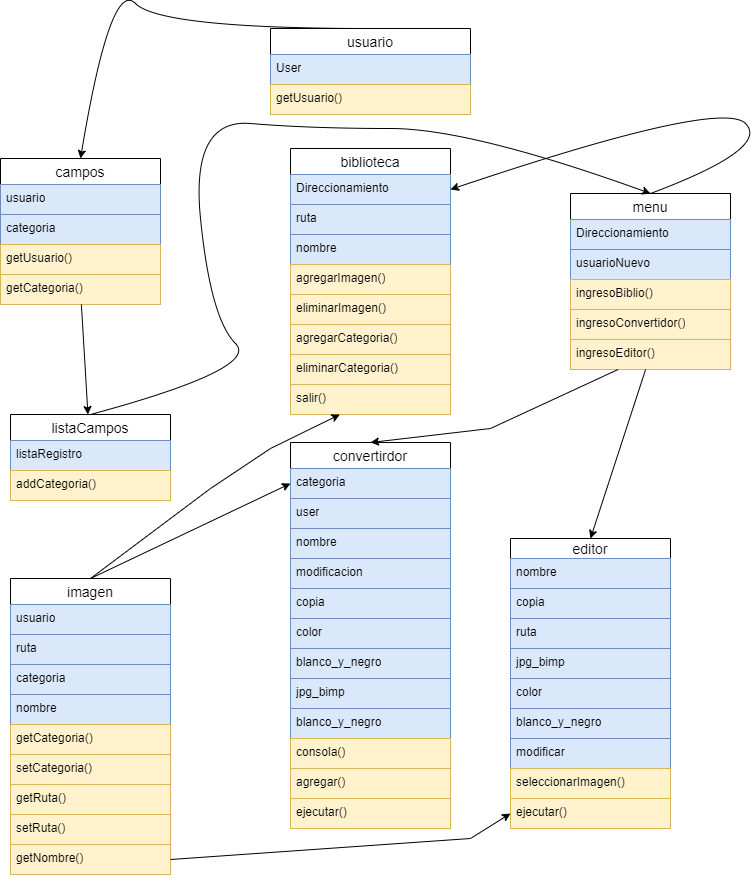 usuario
User
getUsuario()
campos
usuario
categoria
getUsuario()
getCategoria()
biblioteca
Direccionamiento
ruta
nombre
agregarImagen()
eliminarImagen()
agregarCategoria()
eliminarCategoria()
salir()
menu
Direccionamiento
usuarioNuevo
ingresoBiblio()
ingresoConvertidor()
ingresoEditor()
listaCampos
listaRegistro
addCategoria()
convertirdor
categoria
user
nombre
modificacion
copia
color
blanco_y_negro
jpg_bimp
blanco_y_negro
consola()
agregar()
ejecutar()
editor
nombre
copia
ruta
jpg_bimp
color
blanco_y_negro
modificar
seleccionarImagen()
ejecutar()
imagen
usuario
ruta
categoria
nombre
getCategoria()
setCategoria()
getRuta()
setRuta()
getNombre()